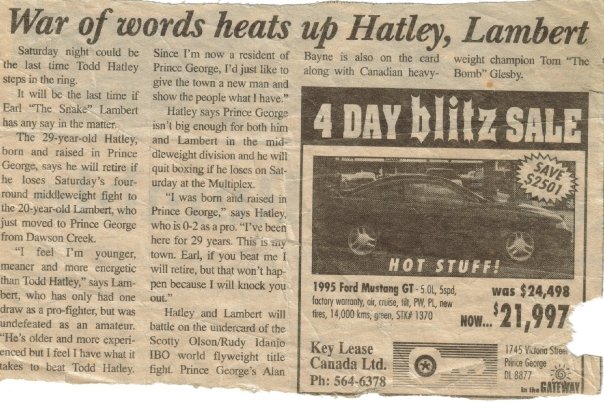 War of words heats up Hatley, Lambert
Saturday night could be
the last time Todd Hatley
steps in the ring.
It will be the last time if
Earl "The Snake" Lambert
has any say in the matter.
The 29-year-old Hatley,
born and raised in Prince
George, says he will retire if
he loses Saturday's four-
round middleweight fight to
the 20-year-old Lambert, who
just moved to Prince George
from Dawson Creek.
"I feel I'm younger,
meaner and more energetic
than Todd Hatley," says Lam-
bert, who has only had one
draw as a pro-fighter, but was
undefeated as an amateur.
"He's older and more experi-
enced but I feel I have what it
takes to beat Todd Hatley.
Since I'm now a resident of
Prince George, I'd just like to
give the town a new man and
show the people what I have."
Hatley says Prince George
isn't big enough for both him
and Lambert in the mid-
dleweight division and he will
quit boxing if he loses on Sat-
urday at the Multiplex.
"I was born and raised in
Prince George," says Hatley,
who is 0-2 as a pro. "I've been
here for 29 years. This is my
town. Earl, if you beat me I
will retire, but that won't hap-
pen because I will knock you
out."
Hatley and Lambert will
battle on the undercard of the
Scotty Olson/Rudy Idanio
IBO world flyweight title
fight. Prince George's Alan
Bayne is also on the card
along with Canadian heavy-
weight champion Tom "The
Bomb" Glesby.
4 DAY blitz SALE
SAVE
$2501
HOT STUFF!
1995 Ford Mustang GT - 5.0L, 5spd,
factory warranty, air, cruise, tilt, PW, PL, new
tires, 14,000 kms, green, STK# 1370
was $24,498
NOW... $21,997
Key Lease
Canada Ltd.
Ph: 564-6378
1745 Victoria Street
Prince George
DL 8877
in the GATEWAY